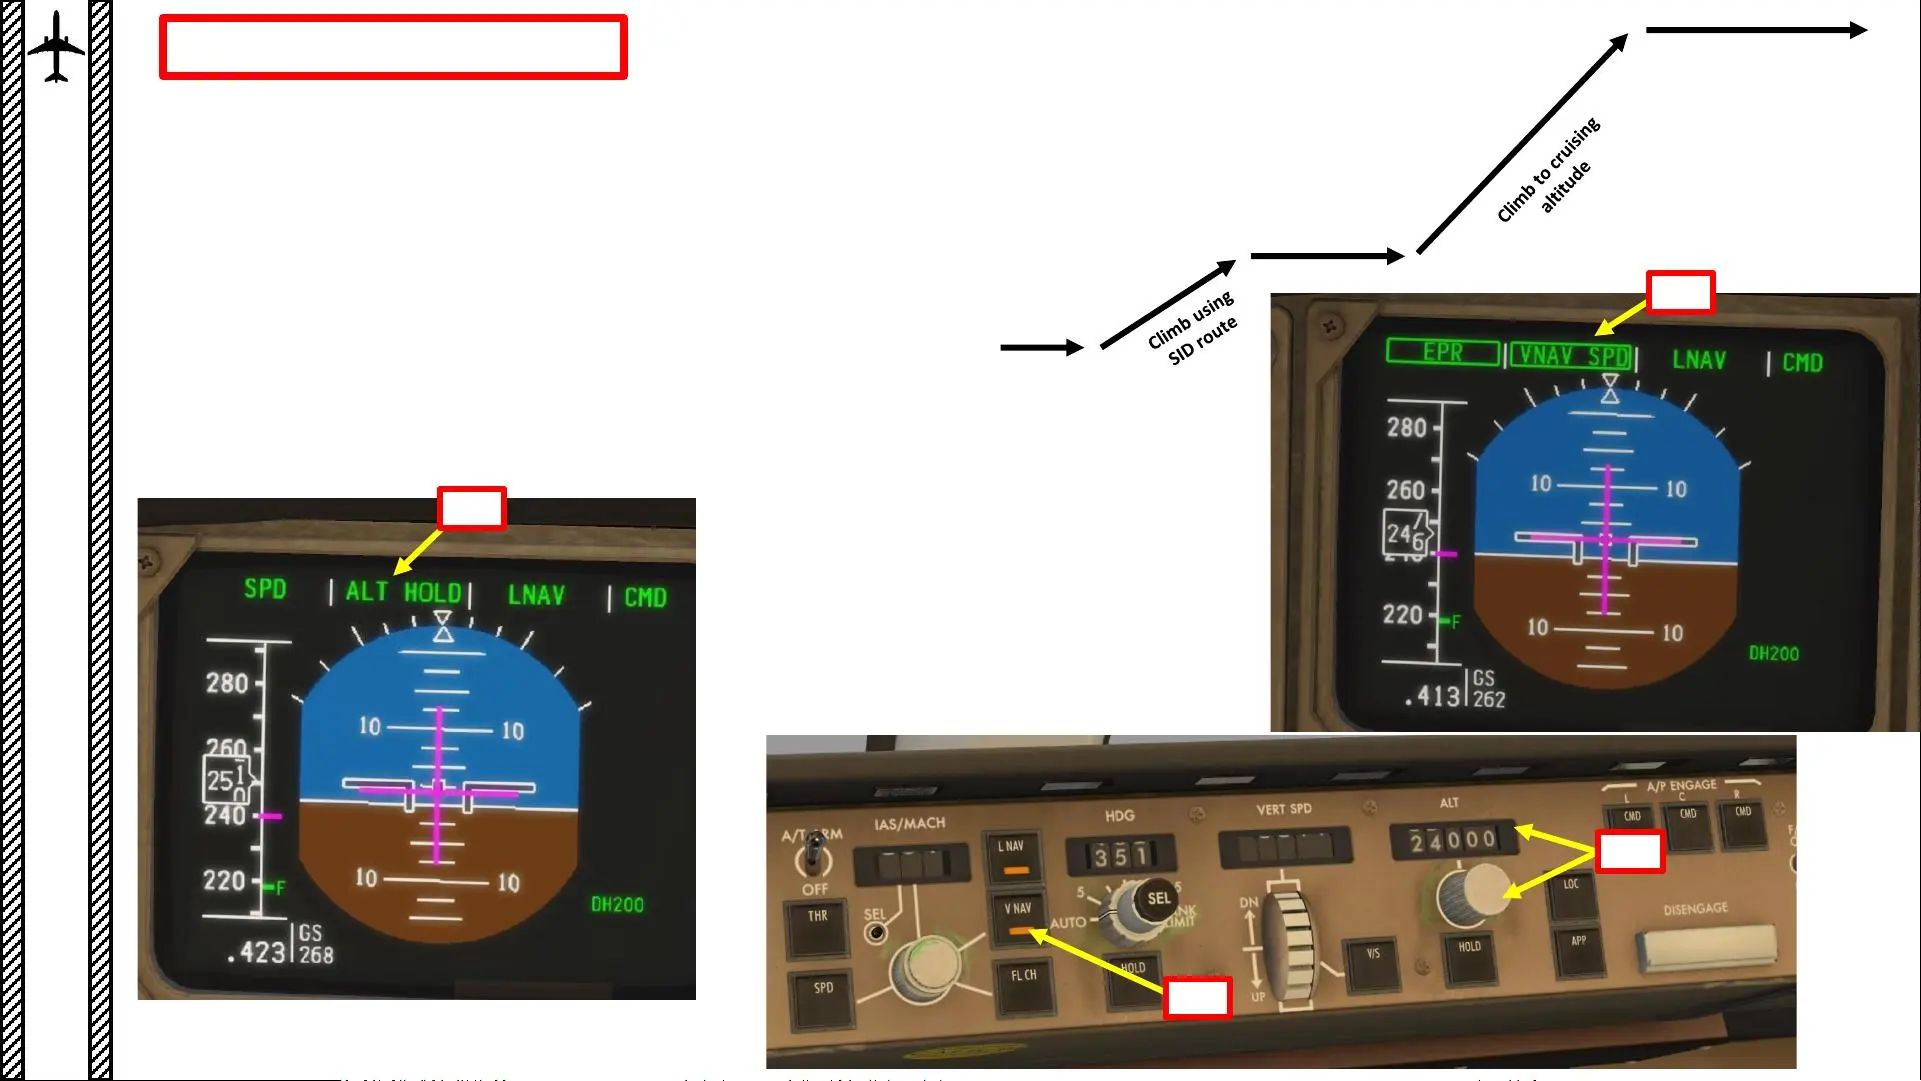 Climb to cruising
altitude
Climb using
SID route
EPR
VNAV SPD
LNAV
CMD
280
260
246
220
F
10
10
10
10
DH200
.413
GS
262
SPD
ALT HOLD
LNAV
CMD
280
260
251
240
220
F
10
10
10
10
DH200
.423
GS
268
OFF
IAS/MACH
L NAV
HDG
351
VERT SPD
ALT
24000
A/P ENGAGE
L
C
R
CMD
CMD
CMD
THR
SEL
V NAV
AUTO
5
5
SEL
LIMIT
DN
UP
LOC
DISENGAGE
SPD
FL CH
HOLD
V/S
HOLD
APP